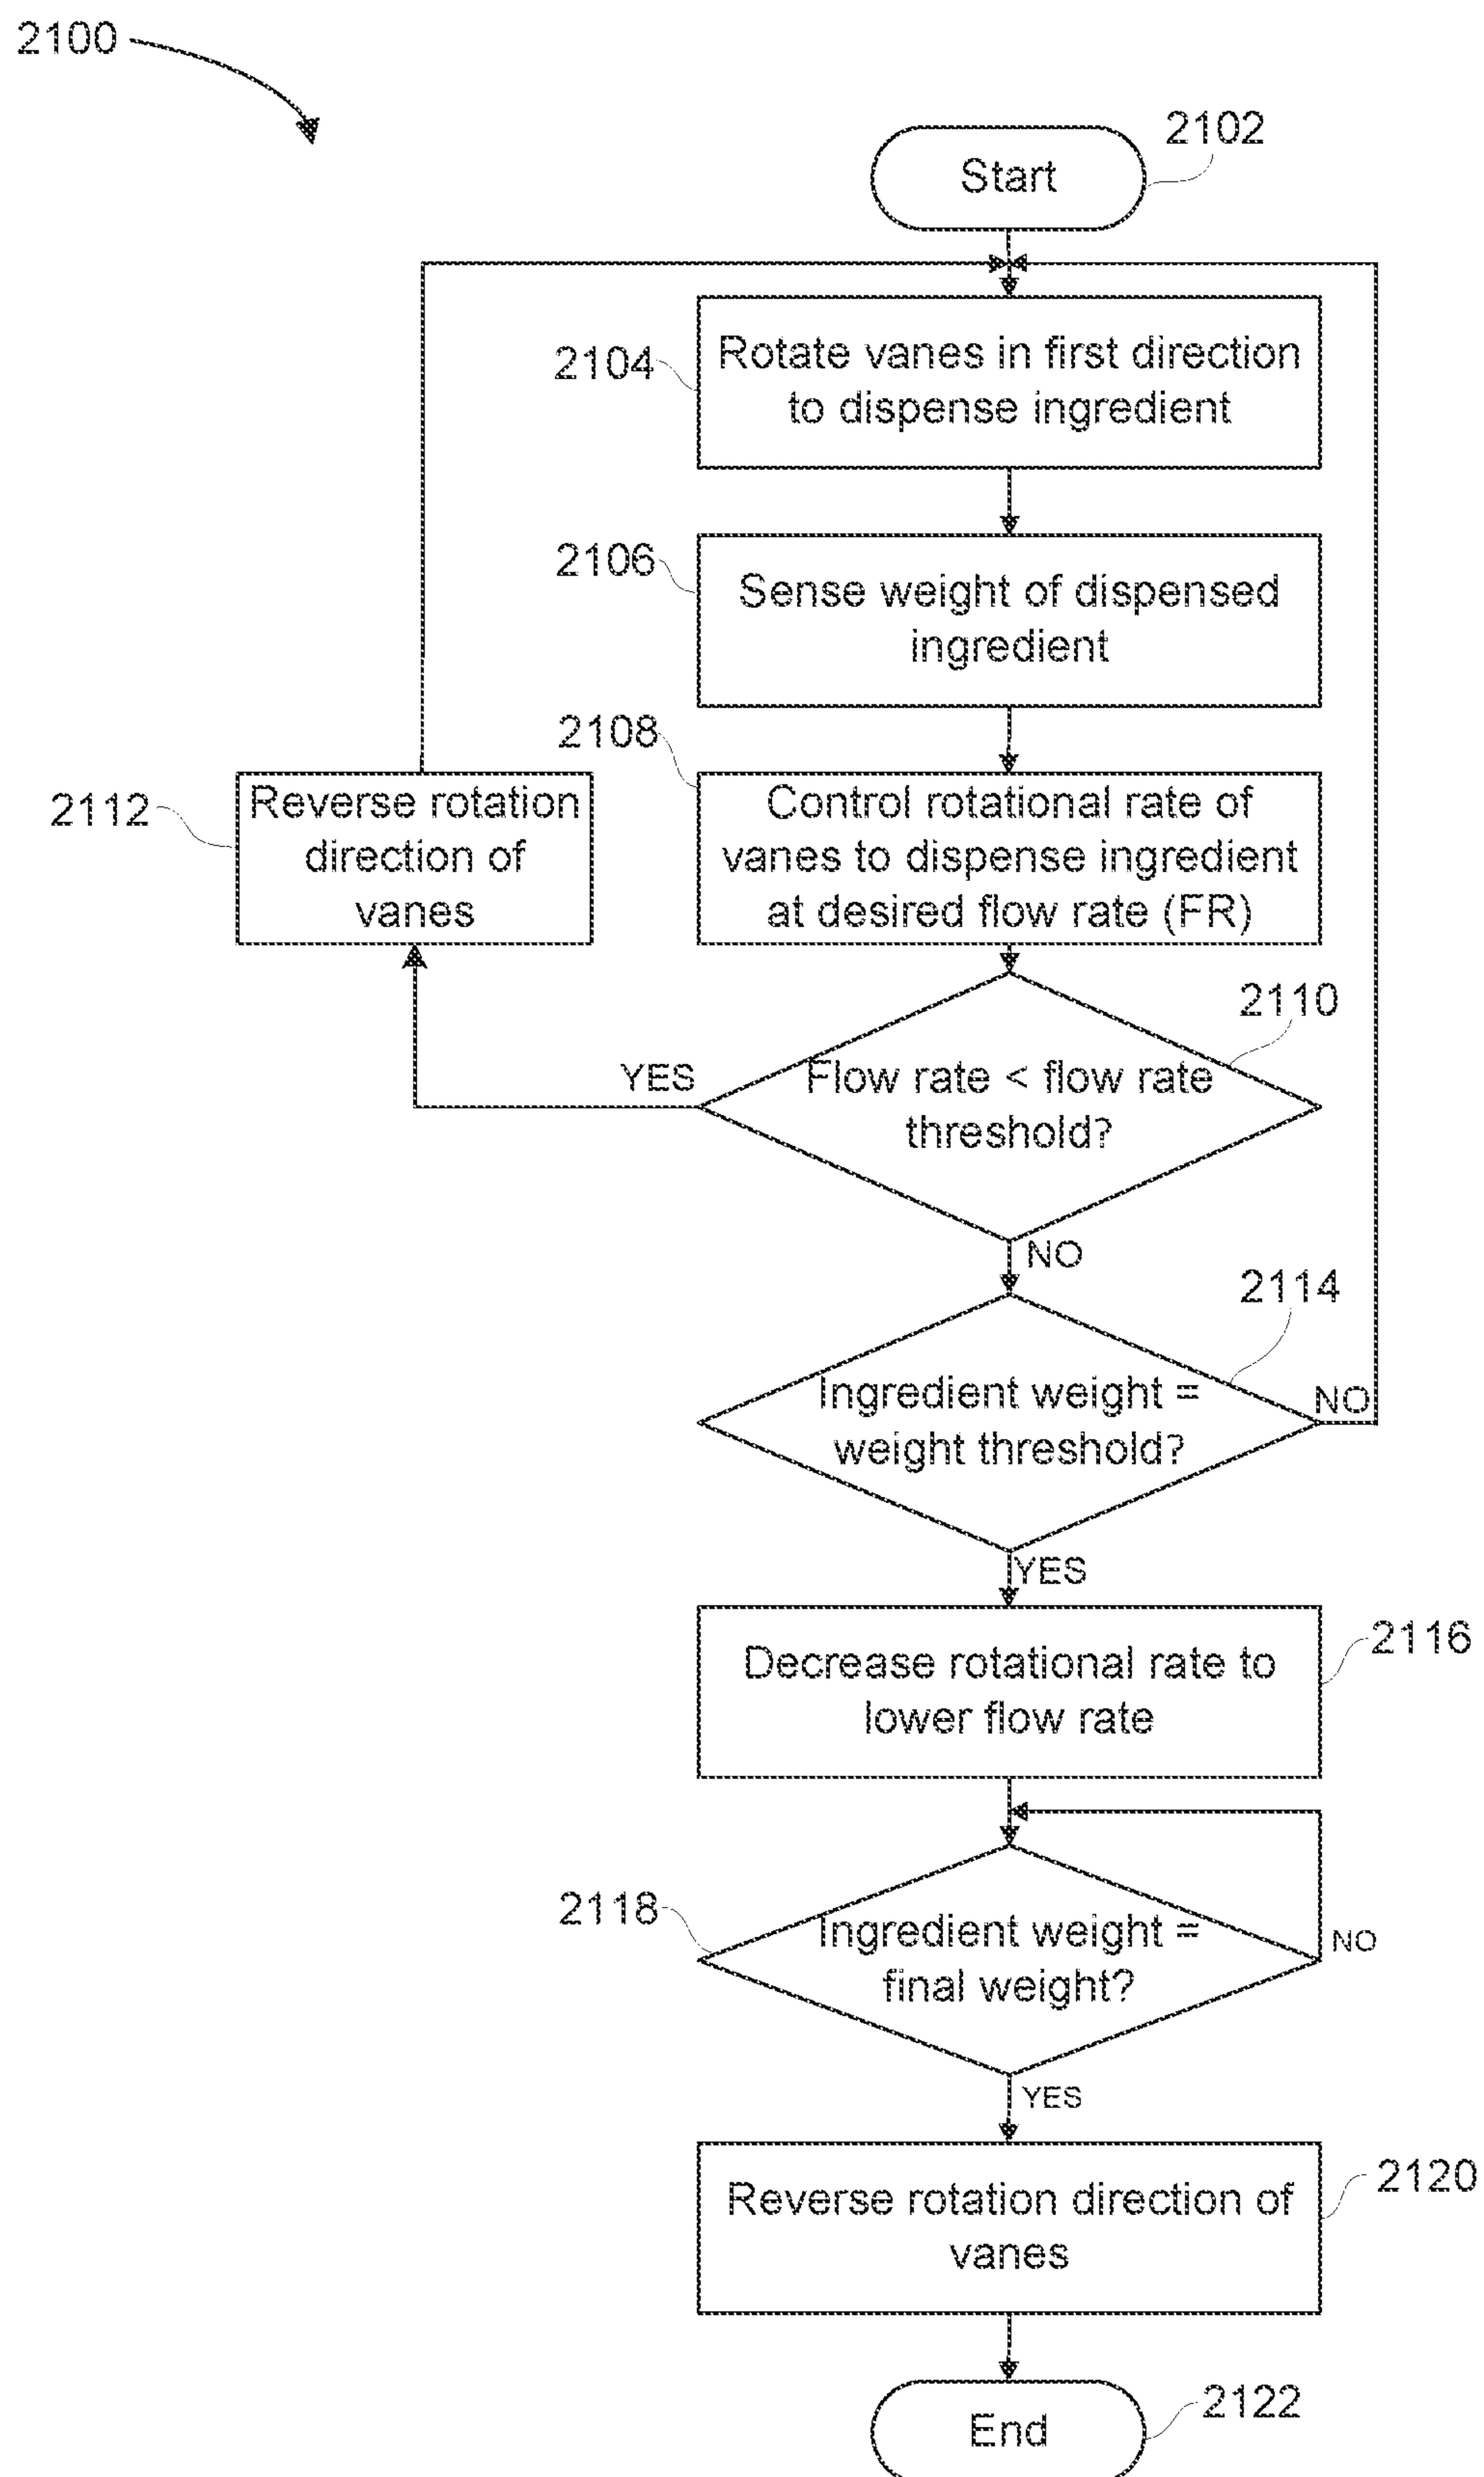 2100
2102
Start
2104
Rotate vanes in first direction
to dispense ingredient
2106
Sense weight of dispensed
ingredient
2108
Control rotational rate of
vanes to dispense ingredient
at desired flow rate (FR)
2112
Reverse rotation
direction of
vanes
2110
YES
Flow rate < flow rate
threshold?
NO
2114
Ingredient weight =
weight threshold?
NO
YES
2116
Decrease rotational rate to
lower flow rate
2118
Ingredient weight =
final weight?
NO
YES
2120
Reverse rotation direction of
vanes
2122
End